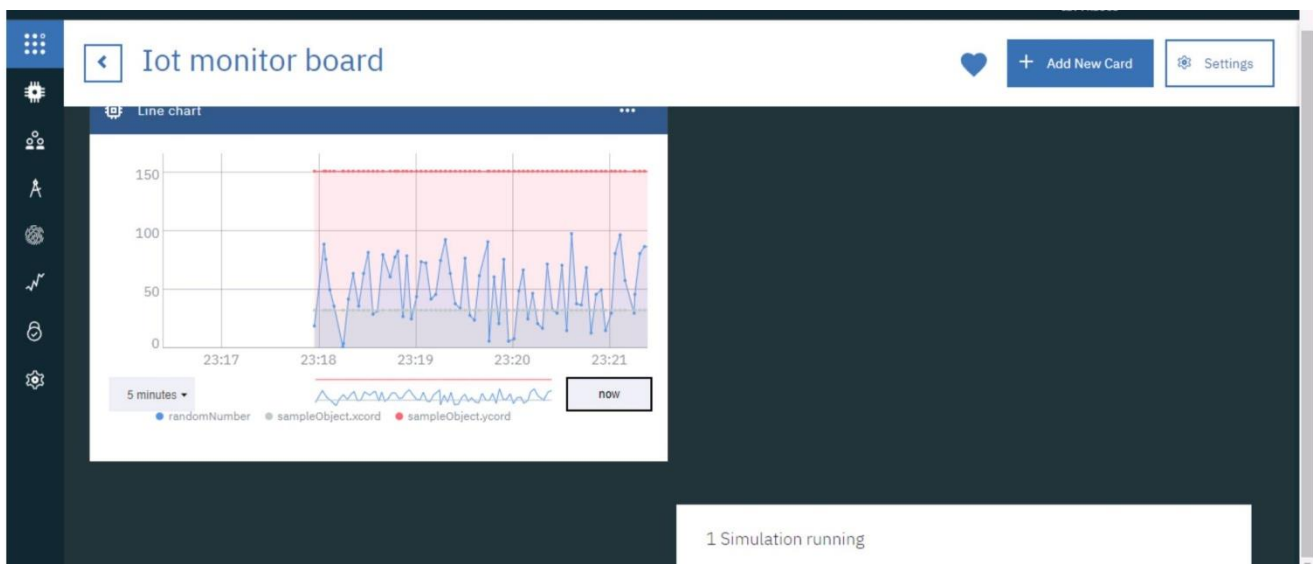 Iot monitor board
+ Add New Card
Settings
Line chart
150
100
50
0
23:17 23:18 23:19 23:20 23:21
5 minutes
now
randomNumber sampleObject.xcord sampleObject.ycord
1 Simulation running